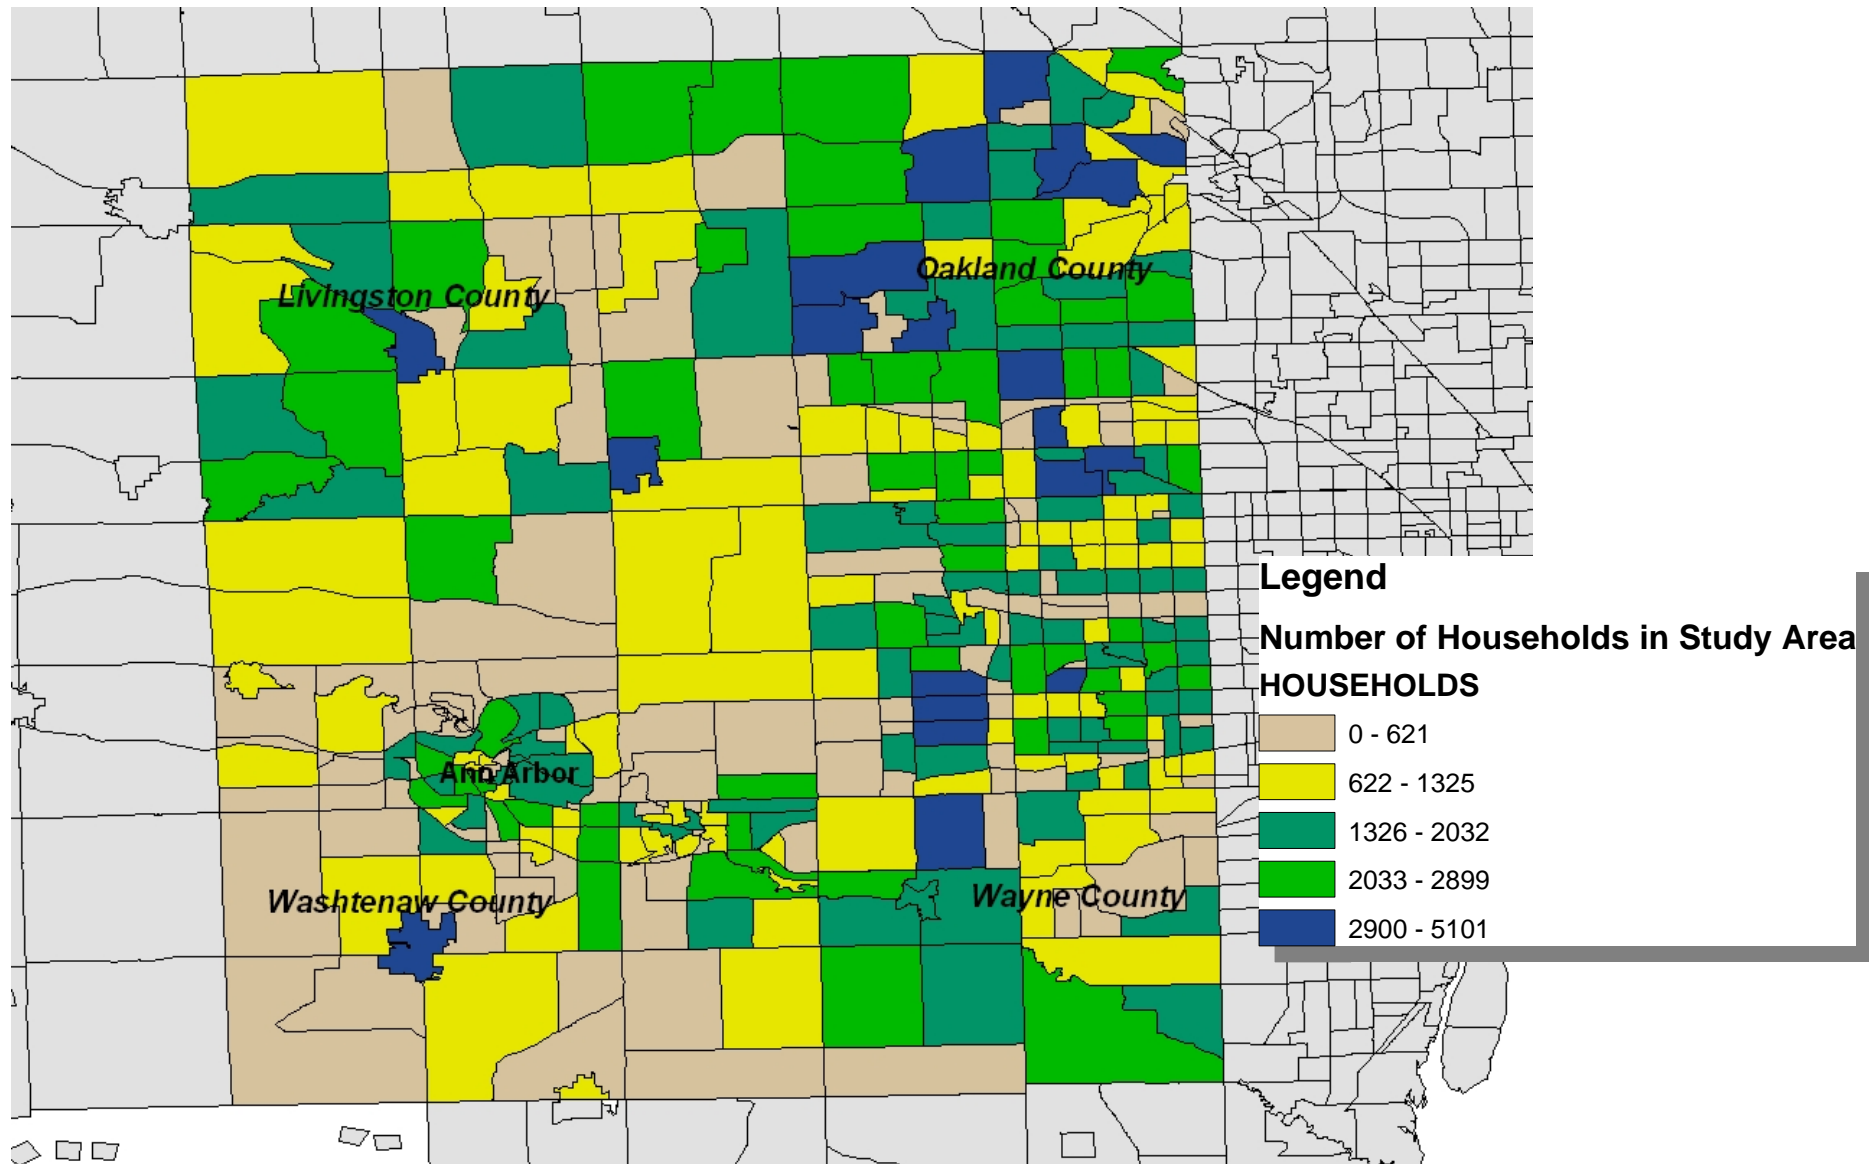 Oakland County
Livingston County
Legend
Number of Households in Study Area
HOUSEHOLDS
0 - 621
622 - 1325
1326 - 2032
2033 - 2899
2900 - 5101
Ann Arbor
Washtenaw County
Wayne County